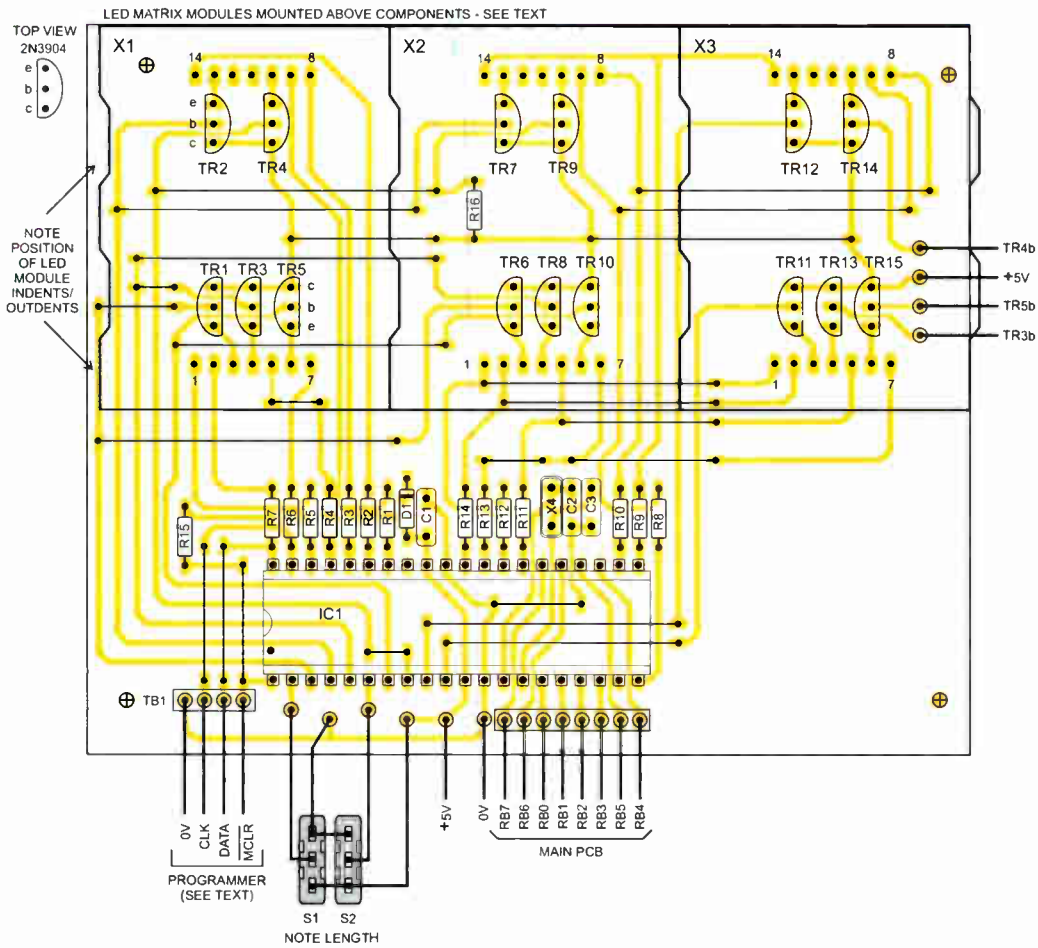 LED MATRIX MODULES MOUNTED ABOVE COMPONENTS - SEE TEXT
TOP VIEW
2N3904
e
b
c
X1
X2
X3
14
8
14
8
14
8
e
b
c
TR2
TR4
TR7
TR9
TR12
TR14
R16
NOTE
POSITION
OF LED
MODULE
INDENTS/
OUTDENTS
TR4b
+5V
TR5b
TR3b
TR1
TR3
TR5
c
b
e
TR6
TR8
TR10
TR11
TR13
TR15
1
7
1
7
1
7
R15
R7
R6
R5
R4
R3
R2
R1
D1
C1
R14
R13
R12
R11
X4
C2
C3
R10
R9
R8
IC1
TB1
0V
CLK
DATA
MCLR
+5V
0V
RB7
RB6
RB0
RB1
RB2
RB3
RB5
RB4
MAIN PCB
PROGRAMMER
(SEE TEXT)
S1
S2
NOTE LENGTH